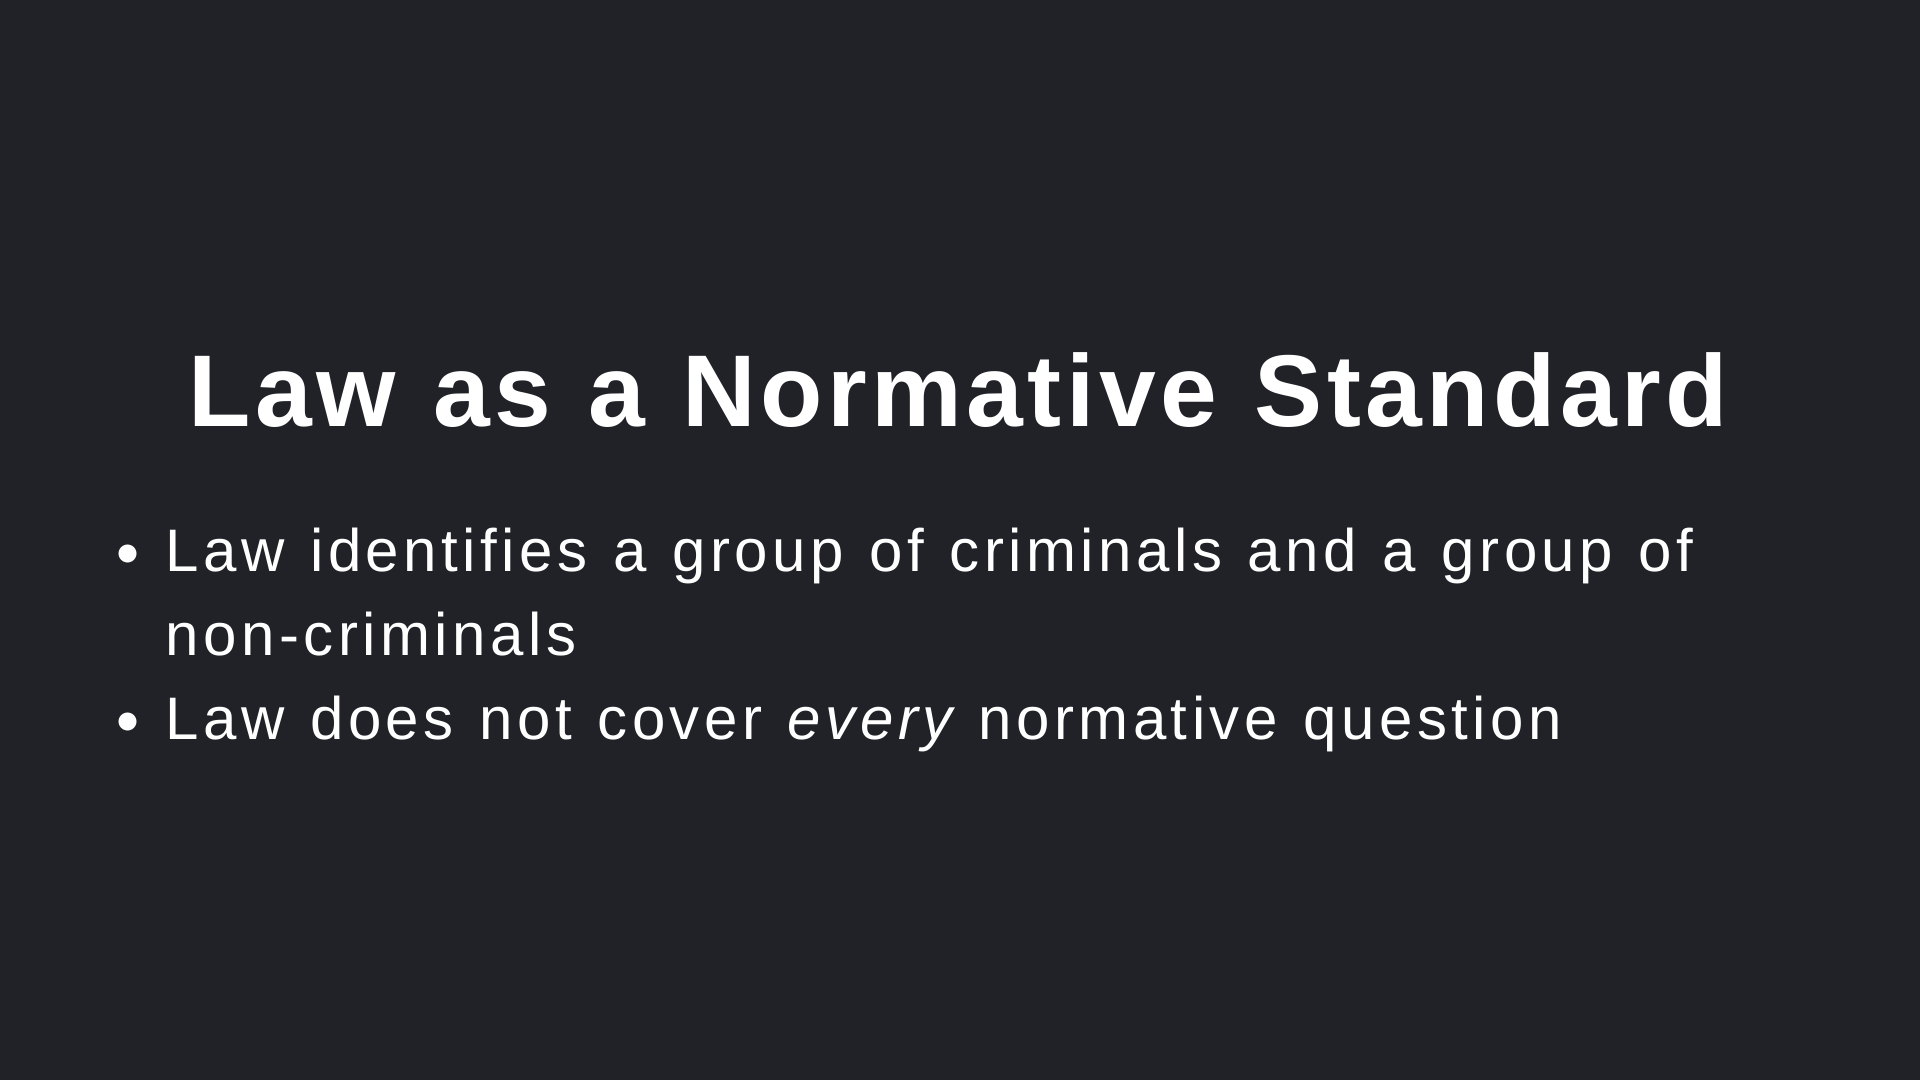 Law as a Normative Standard
• Law identifies a group of criminals and a group of
non-criminals
• Law does not cover every normative question